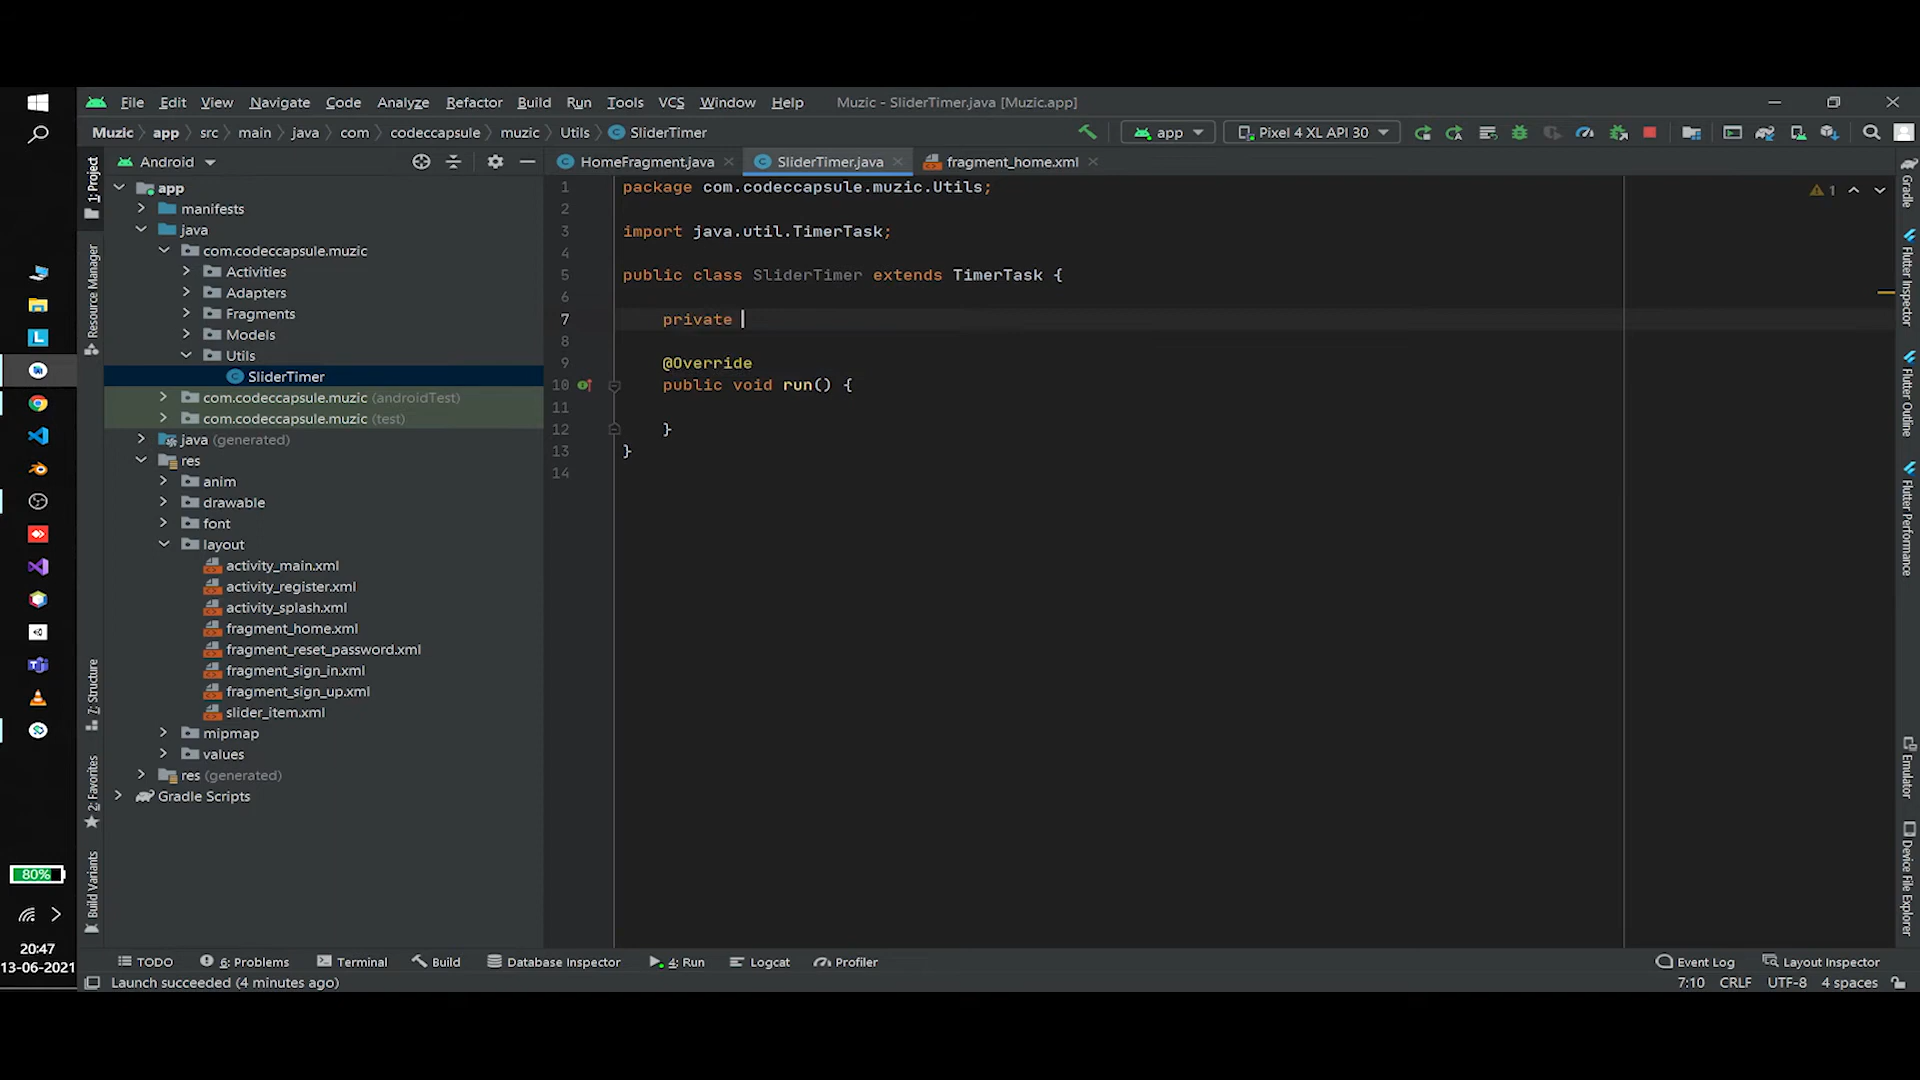 File Edit View Navigate Code Analyze Refactor Build Run Tools VCS Window Help Muzic - SliderTimer.java [Muzic.app]
Muzic app src main java com codeccapsule muzic Utils SliderTimer app Pixel 4 XL API 30
Android HomeFragment.java SliderTimer.java fragment_home.xml
1: Project
Resource Manager
7: Structure
2: Favorites
Build Variants
app
manifests
java
com.codeccapsule.muzic
Activities
Adapters
Fragments
Models
Utils
SliderTimer
com.codeccapsule.muzic (androidTest)
com.codeccapsule.muzic (test)
java (generated)
res
anim
drawable
font
layout
activity_main.xml
activity_register.xml
activity_splash.xml
fragment_home.xml
fragment_reset_password.xml
fragment_sign_in.xml
fragment_sign_up.xml
slider_item.xml
mipmap
values
res (generated)
Gradle Scripts
1 package com.codeccapsule.muzic.Utils;
2
3 import java.util.TimerTask;
4
5 public class SliderTimer extends TimerTask {
6
7 private
8
9 @Override
10 public void run() {
11
12 }
13 }
14
1
Gradle
Flutter Inspector
Flutter Outline
Flutter Performance
Emulator
Device File Explorer
80%
20:47
13-06-2021
TODO 6: Problems Terminal Build Database Inspector 4: Run Logcat Profiler Event Log Layout Inspector
Launch succeeded (4 minutes ago) 7:10 CRLF UTF-8 4 spaces